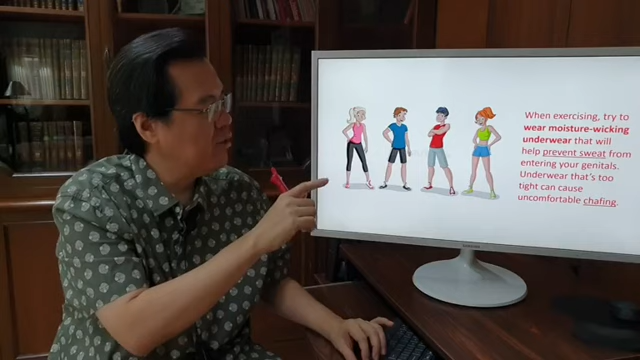 When exercising, try to
wear moisture-wicking
underwear that will
help prevent sweat from
entering your genitals.
Underwear that's too
tight can cause
uncomfortable chafing.
SAMSUNG